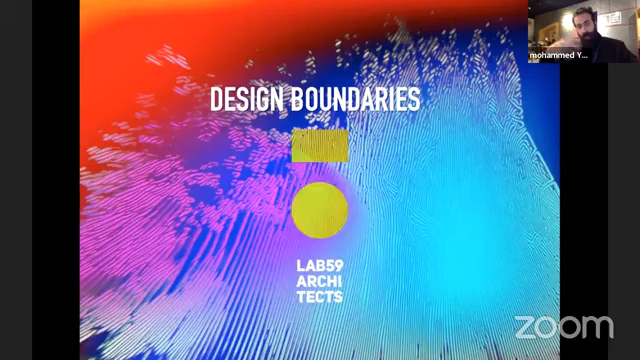 DESIGN BOUNDARIES
mohammed Y...
LAB59
ARCHI
TECTS
zoom